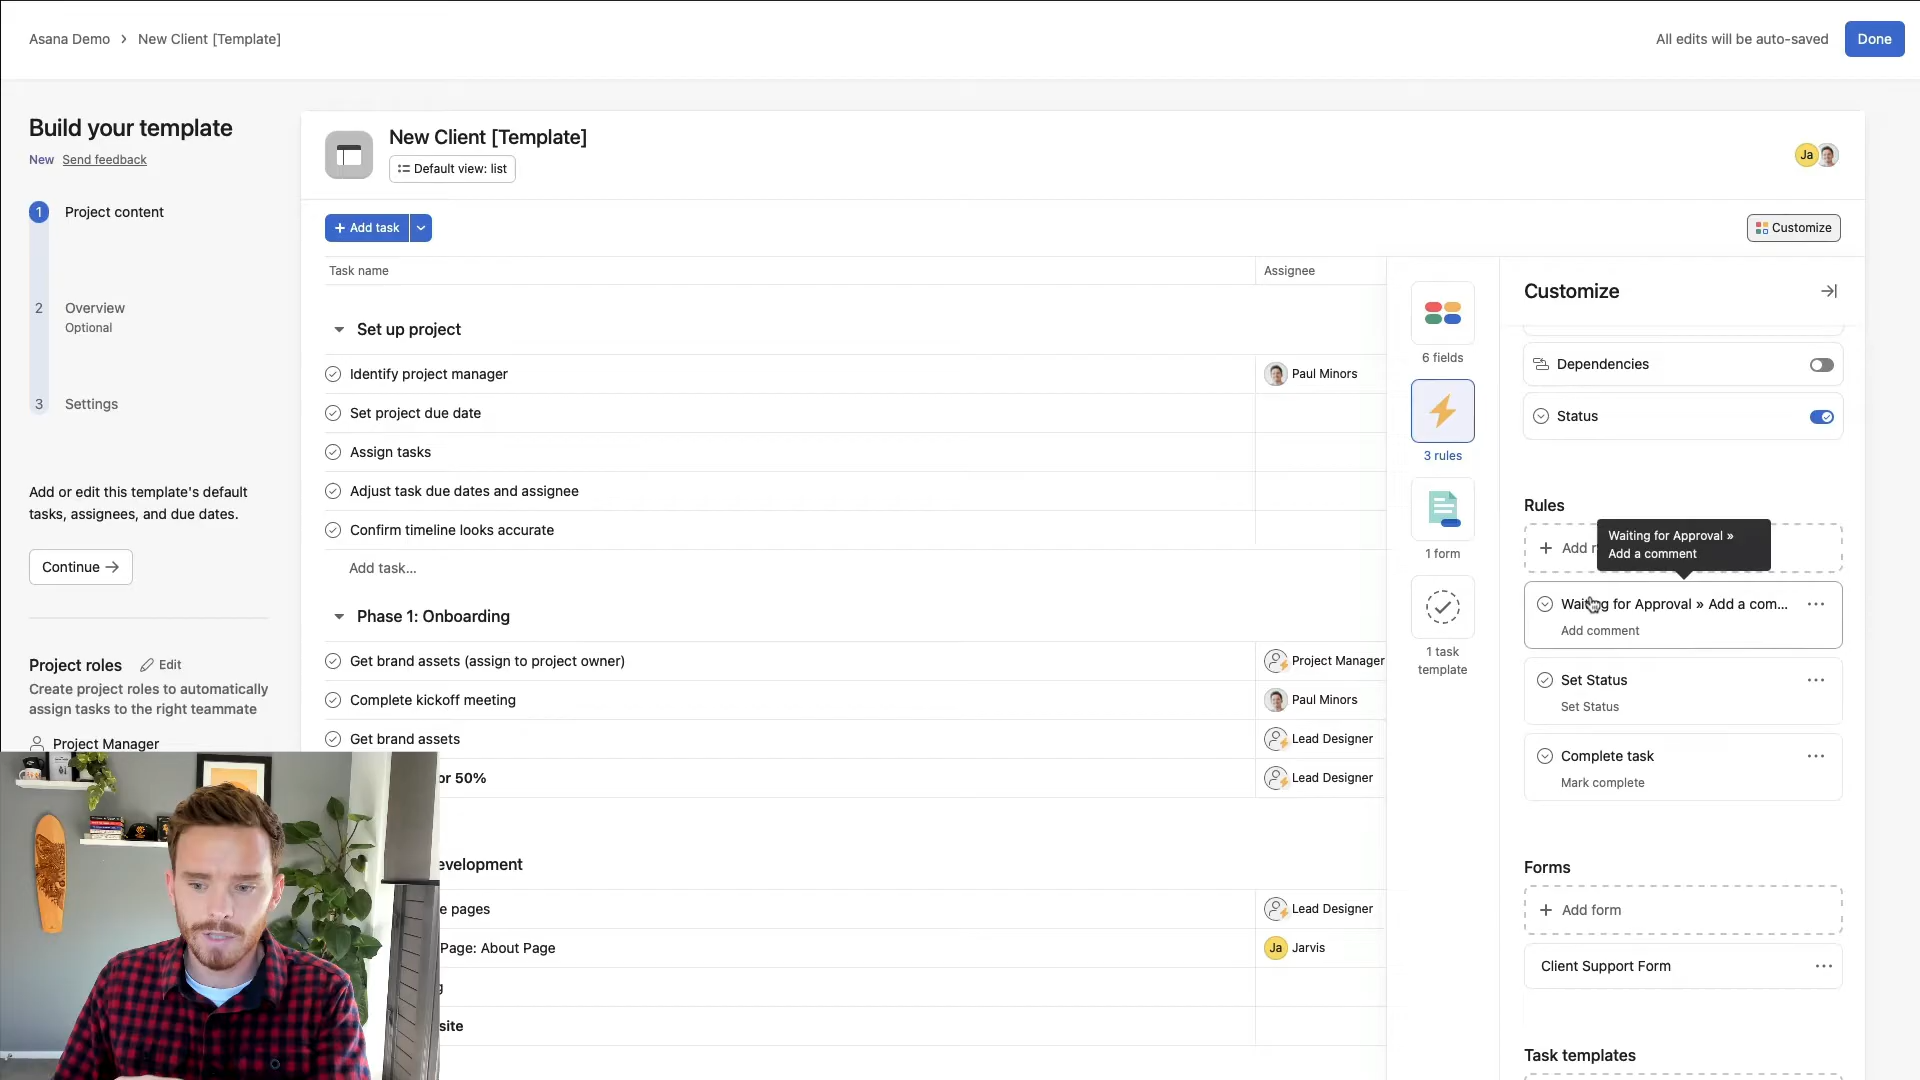 Asana Demo › New Client [Template]
All edits will be auto-saved
Done
Build your template
New Send feedback
1 Project content
2 Overview
Optional
3 Settings
Add or edit this template's default
tasks, assignees, and due dates.
Continue →
Project roles Edit
Create project roles to automatically
assign tasks to the right teammate
Project Manager
New Client [Template]
Default view: list
Ja
+ Add task
Customize
Task name Assignee
Set up project
Identify project manager Paul Minors
Set project due date
Assign tasks
Adjust task due dates and assignee
Confirm timeline looks accurate
Add task...
Phase 1: Onboarding
Get brand assets (assign to project owner) Project Manager
Complete kickoff meeting Paul Minors
Get brand assets Lead Designer
or 50% Lead Designer
evelopment
e pages Lead Designer
Page: About Page Ja Jarvis
g
site
6 fields
3 rules
1 form
1 task
template
Customize
Dependencies
Status
Rules
+ Add r
Waiting for Approval »
Add a comment
Waiting for Approval » Add a com...
Add comment
Set Status
Set Status
Complete task
Mark complete
Forms
+ Add form
Client Support Form
Task templates